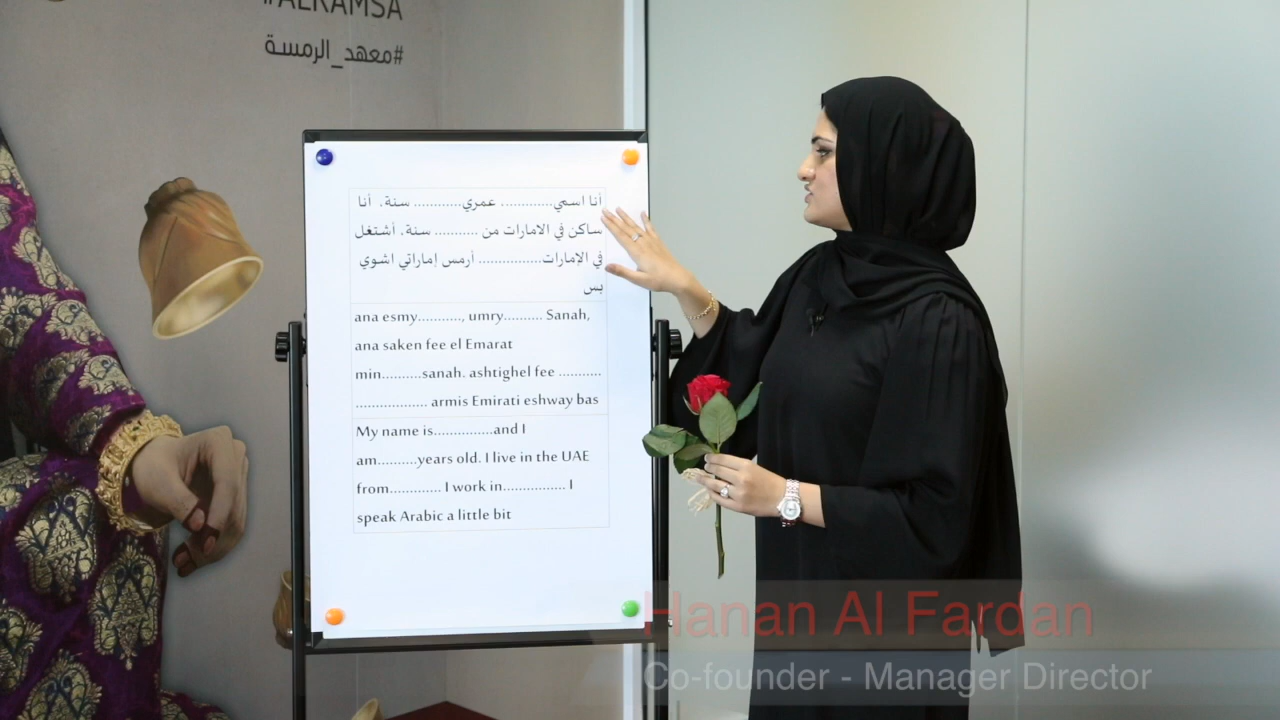 #ALRAMSA
#معهد_الرمسة
أنا اسمي............ عمري............ سنة. أنا
ساكن في الامارات من ........... سنة. أشتغل
في الإمارات................. أرمس إماراتي اشوي
بس
ana esmy..........., umry.......... Sanah,
ana saken fee el Emarat
min..........sanah. ashtighel fee ...........
.................. armis Emirati eshway bas
My name is...............and I
am..........years old. I live in the UAE
from............. I work in................ I
speak Arabic a little bit
Hanan Al Fardan
Co-founder - Manager Director